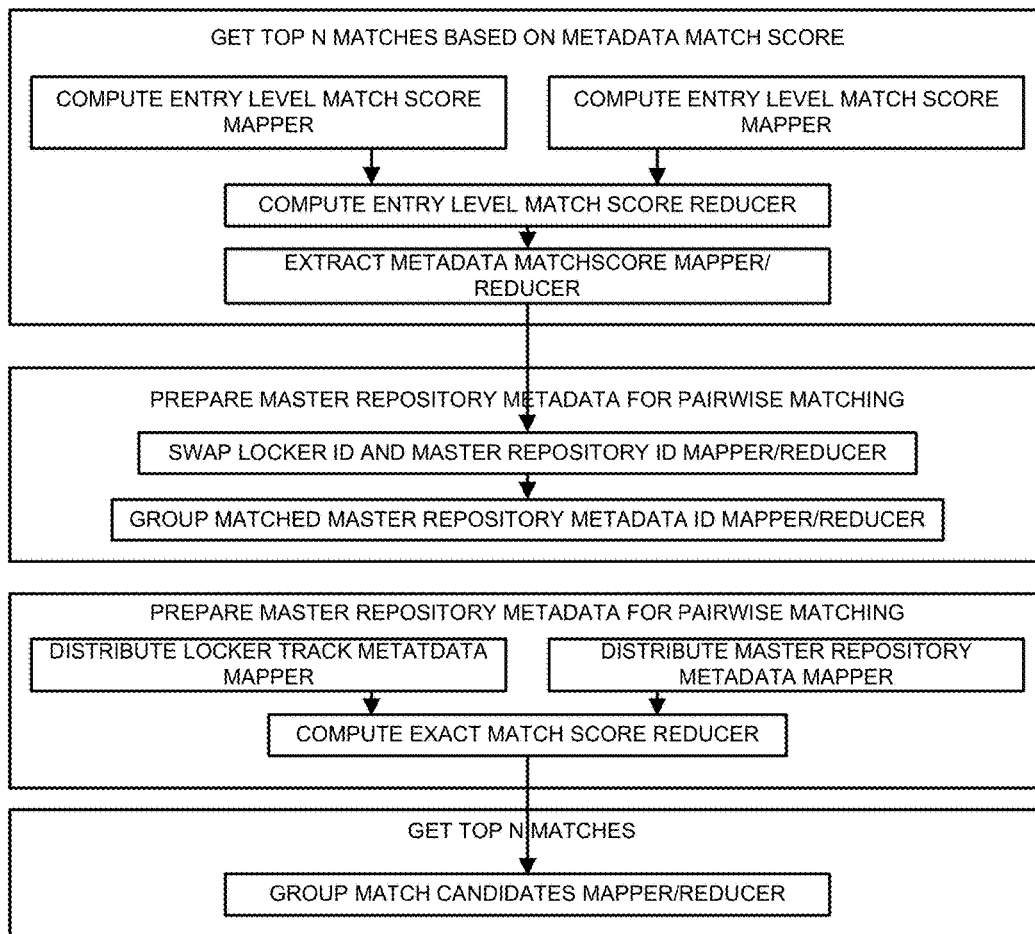 GET TOP N MATCHES BASED ON METADATA MATCH SCORE
COMPUTE ENTRY LEVEL MATCH SCORE
MAPPER
COMPUTE ENTRY LEVEL MATCH SCORE
MAPPER
COMPUTE ENTRY LEVEL MATCH SCORE REDUCER
EXTRACT METADATA MATCHSCORE MAPPER/
REDUCER
PREPARE MASTER REPOSITORY METADATA FOR PAIRWISE MATCHING
SWAP LOCKER ID AND MASTER REPOSITORY ID MAPPER/REDUCER
GROUP MATCHED MASTER REPOSITORY METADATA ID MAPPER/REDUCER
PREPARE MASTER REPOSITORY METADATA FOR PAIRWISE MATCHING
DISTRIBUTE LOCKER TRACK METATDATA
MAPPER
DISTRIBUTE MASTER REPOSITORY
METADATA MAPPER
COMPUTE EXACT MATCH SCORE REDUCER
GET TOP N MATCHES
GROUP MATCH CANDIDATES MAPPER/REDUCER